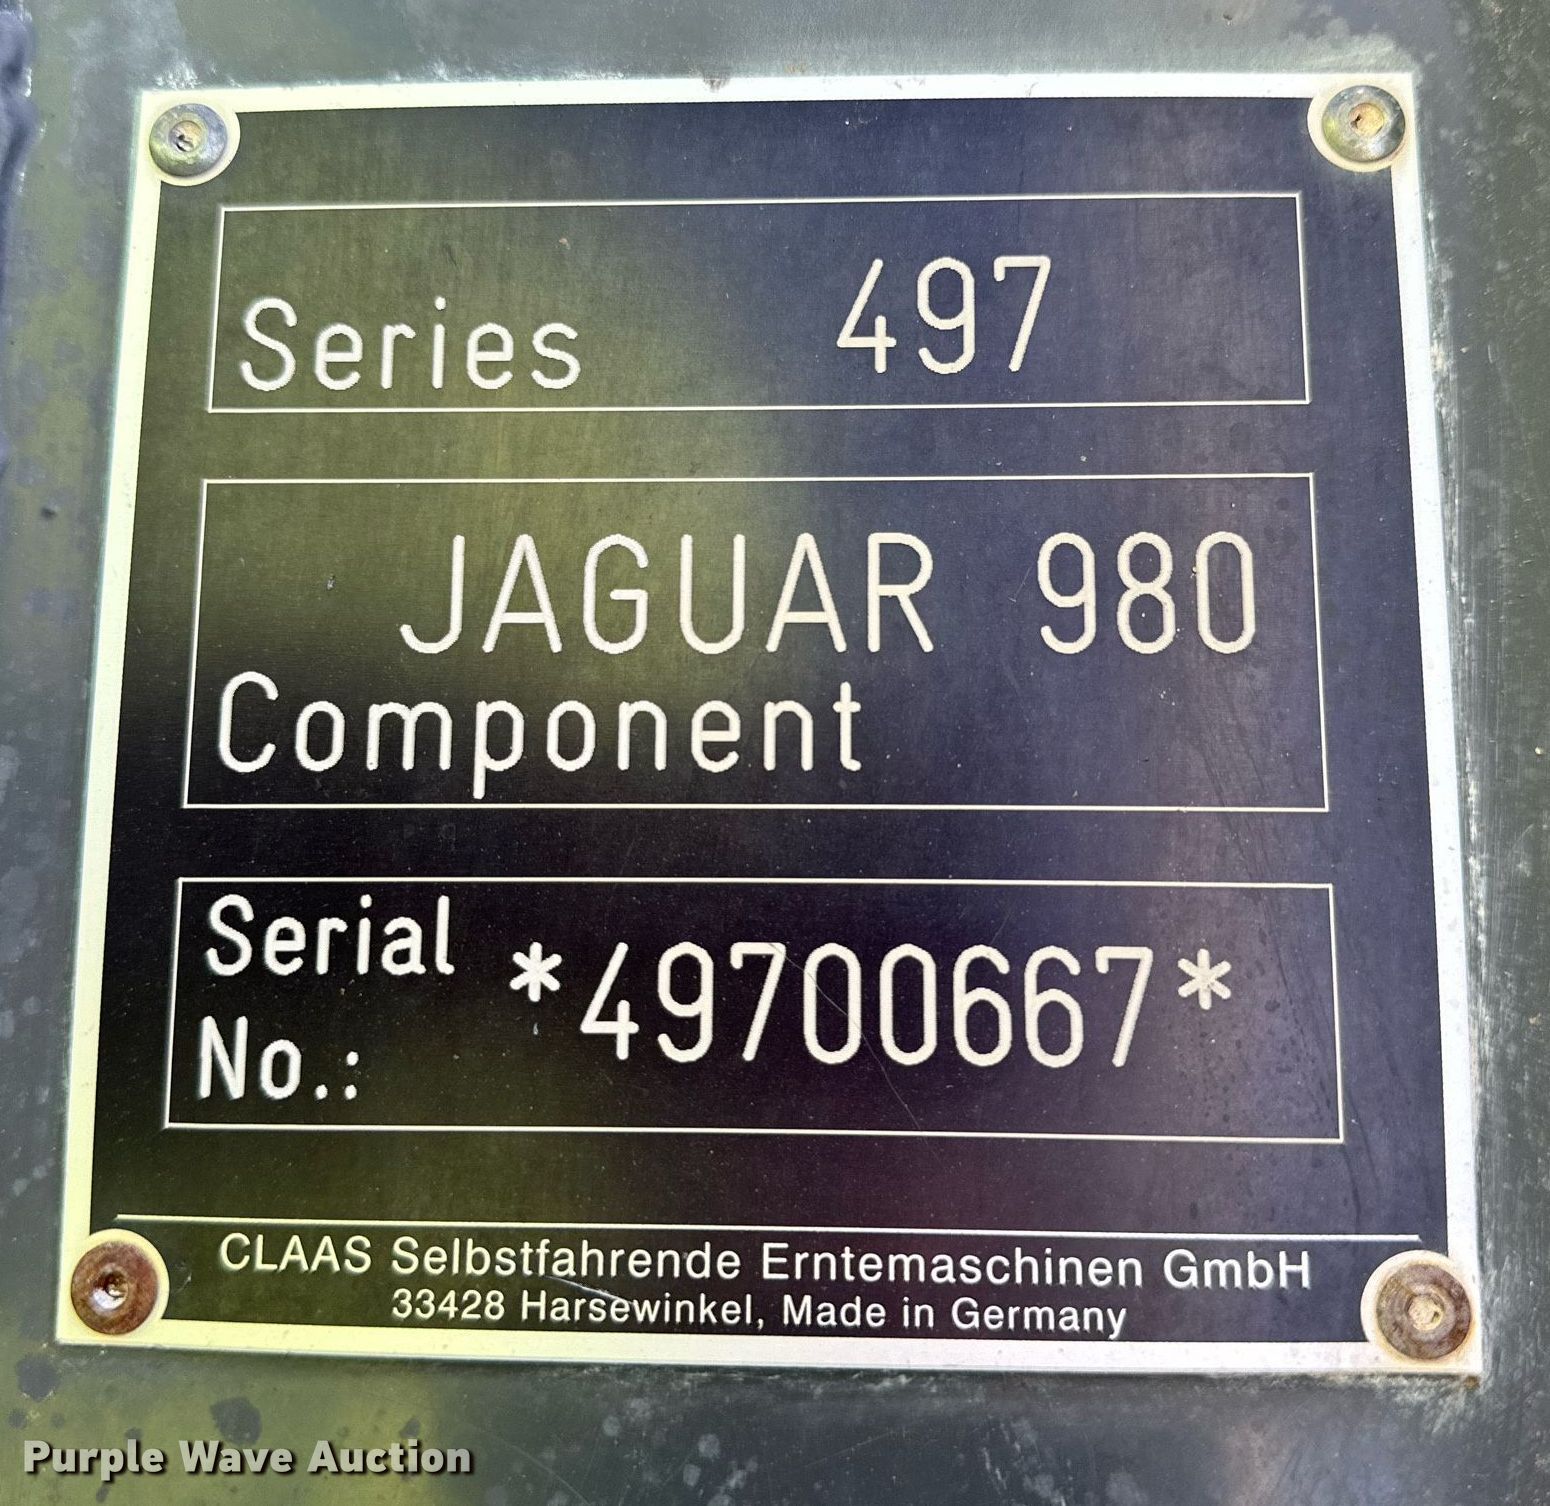 Series 497
JAGUAR 980
Component
Serial
No.: *49700667*
CLAAS Selbstfahrende Erntemaschinen GmbH
33428 Harsewinkel, Made in Germany
Purple Wave Auction